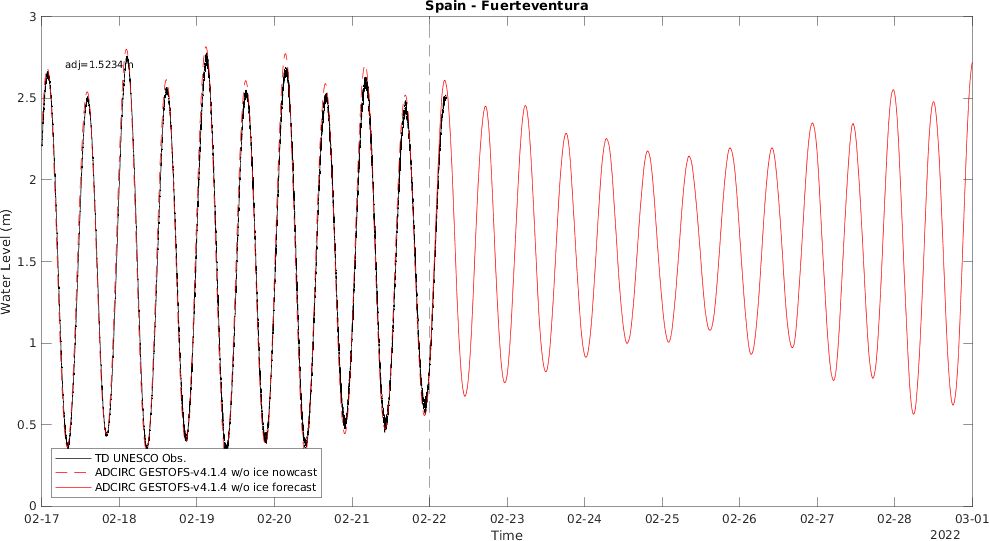 Spain - Fuerteventura
3
adj=1.5234 m
2.5
2
1.5
1
0.5
0
Water Level (m)
TD UNESCO Obs.
ADCIRC GESTOFS-v4.1.4 w/o ice nowcast
ADCIRC GESTOFS-v4.1.4 w/o ice forecast
02-17 02-18 02-19 02-20 02-21 02-22 02-23 02-24 02-25 02-26 02-27 02-28 03-01
Time
2022